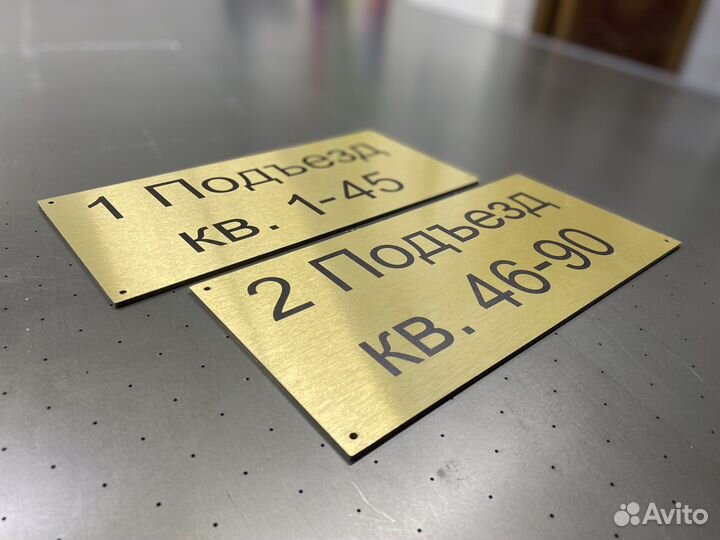 1 Подъезд
кв. 1-45
2 Подъезд
кв. 46-90
Avito